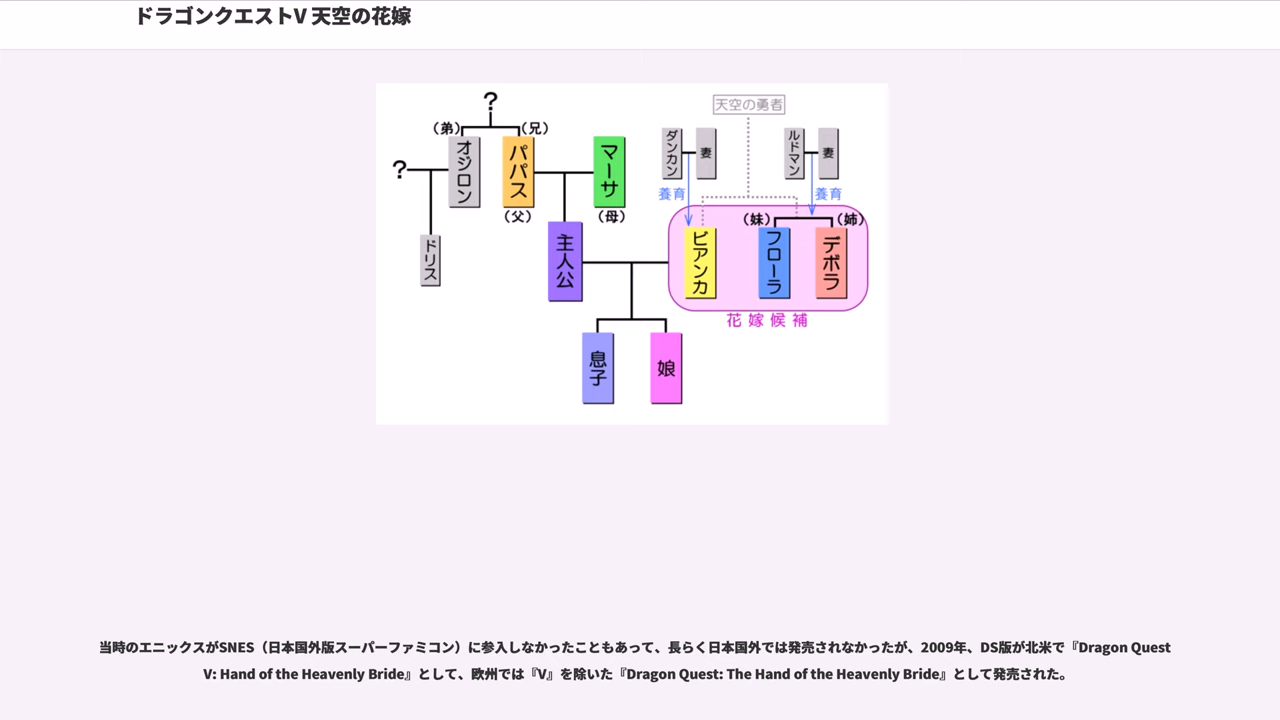 ドラゴンクエストV 天空の花嫁
?
天空の勇者
(弟)
(兄)
ダンカン
妻
ルドマン
妻
?
オジロン
パパス
マーサ
養育
養育
(父)
(母)
(妹)
(姉)
ドリス
主人公
ビアンカ
フローラ
デボラ
花嫁候補
息子
娘
当時のエニックスがSNES（日本国外版スーパーファミコン）に参入しなかったこともあって、長らく日本国外では発売されなかったが、2009年、DS版が北米で『Dragon Quest
V: Hand of the Heavenly Bride』として、欧州では『V』を除いた『Dragon Quest: The Hand of the Heavenly Bride』として発売された。